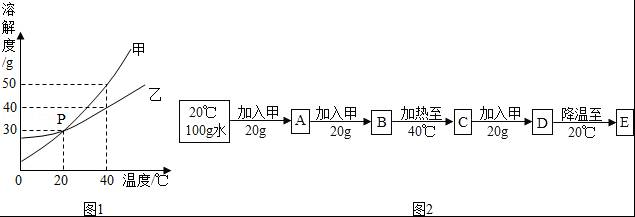 溶解度/g
甲
乙
P
50
40
30
0 20 40 温度/℃
图1
20℃
100g水
加入甲
20g
A
加入甲
20g
B
加热至
40℃
C
加入甲
20g
D
降温至
20℃
E
图2